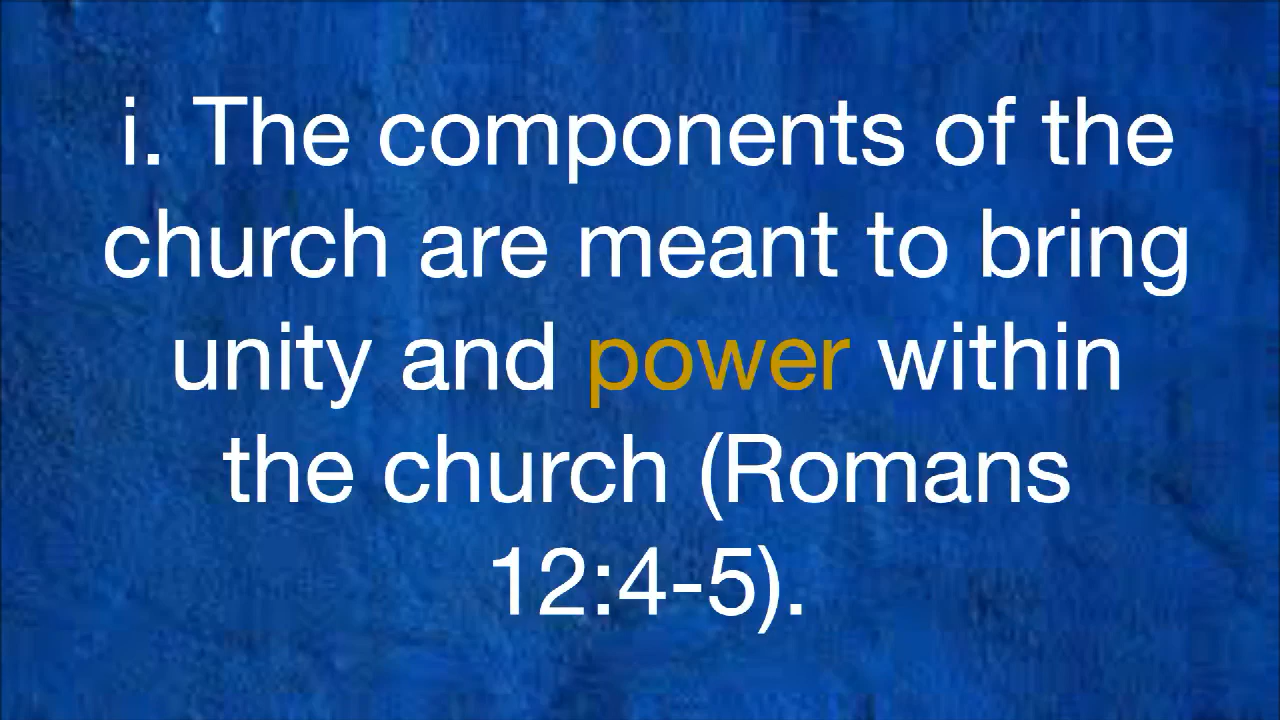 i. The components of the
church are meant to bring
unity and power within
the church (Romans
12:4-5).